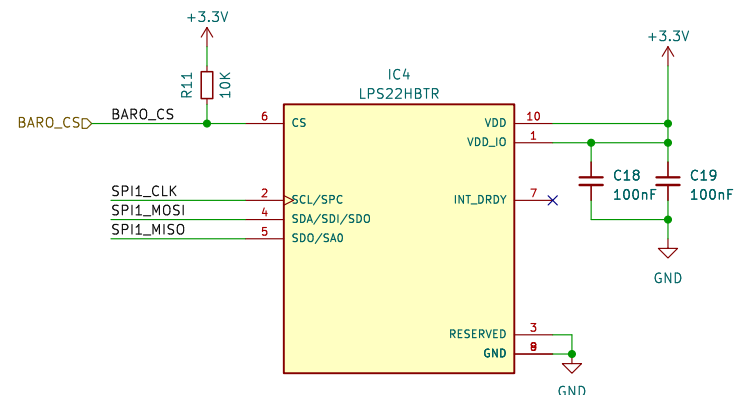 +3.3V
R11
10K
BARO_CS
BARO_CS
IC4
LPS22HBTR
6
CS
2
SCL/SPC
4
SDA/SDI/SDO
5
SDO/SA0
SPI1_CLK
SPI1_MOSI
SPI1_MISO
VDD
10
VDD_IO
1
INT_DRDY
7
RESERVED
3
GND
+3.3V
C18
100nF
C19
100nF
GND
GND